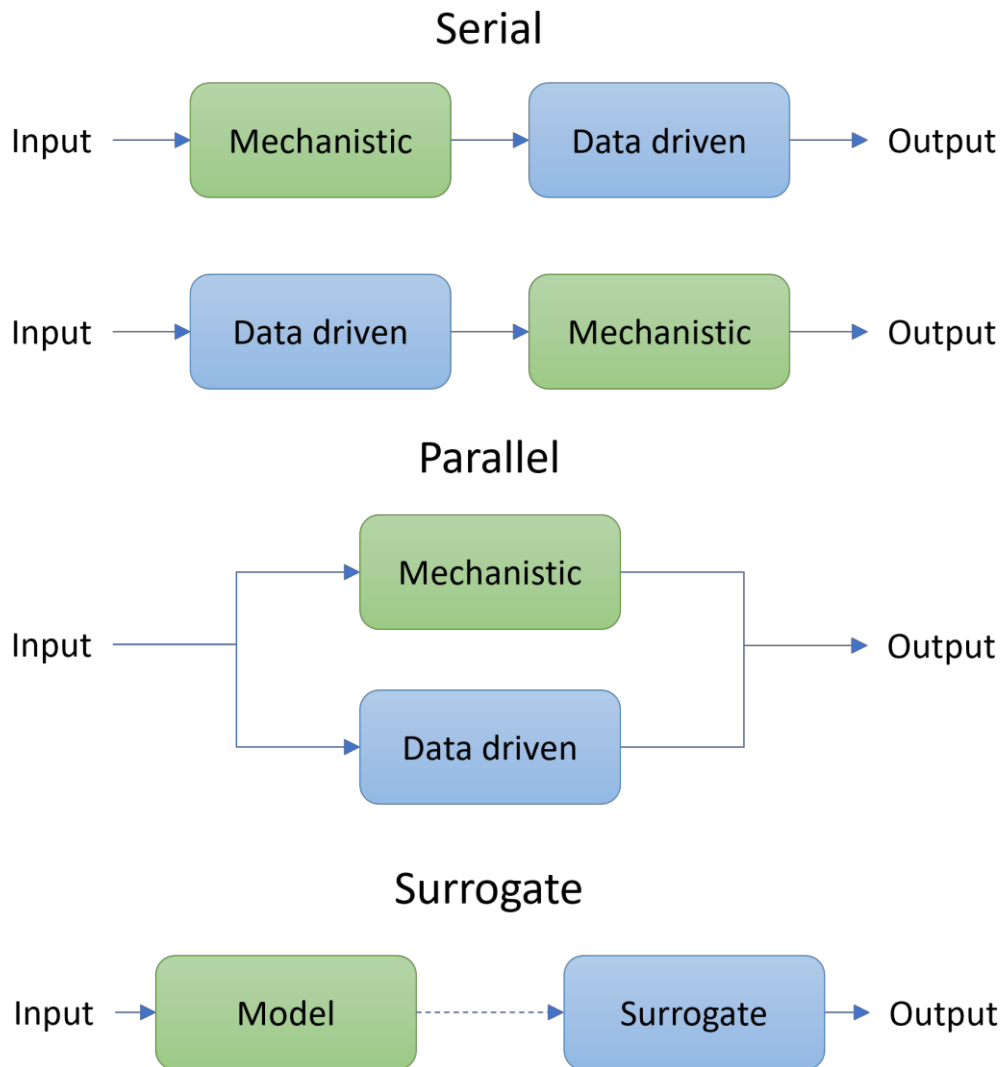 Serial
Input Mechanistic Data driven Output
Input Data driven Mechanistic Output
Parallel
Mechanistic
Input Output
Data driven
Surrogate
Input Model Surrogate Output